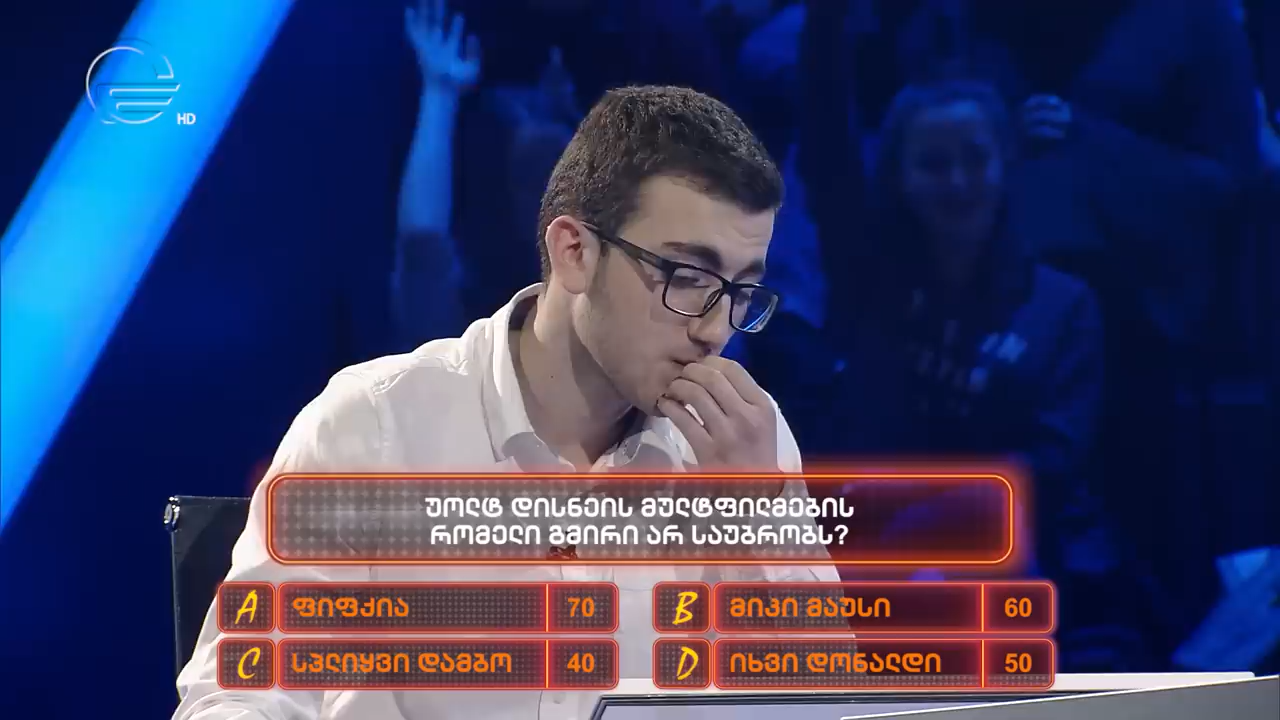 HD
უოლტ დისნეის მულტფილმების
რომელი გმირი არ საუბრობს?
A ფიფქია 70
B მიკი მაუსი 60
C სპლიყვი დამბო 40
D იხვი დონალდი 50